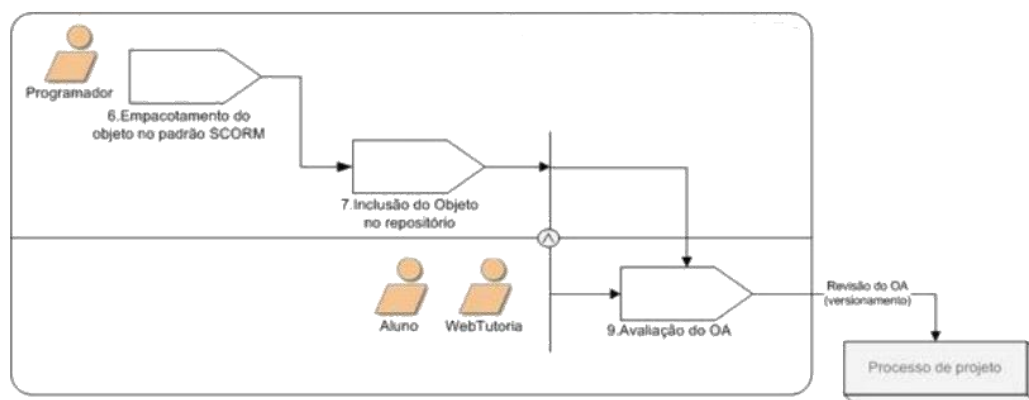 Programador
6.Empacotamento do
objeto no padrão SCORM
7.Inclusão do Objeto
no repositório
Aluno
WebTutoria
9.Avaliação do OA
Revisão do OA
(versionamento)
Processo de projeto